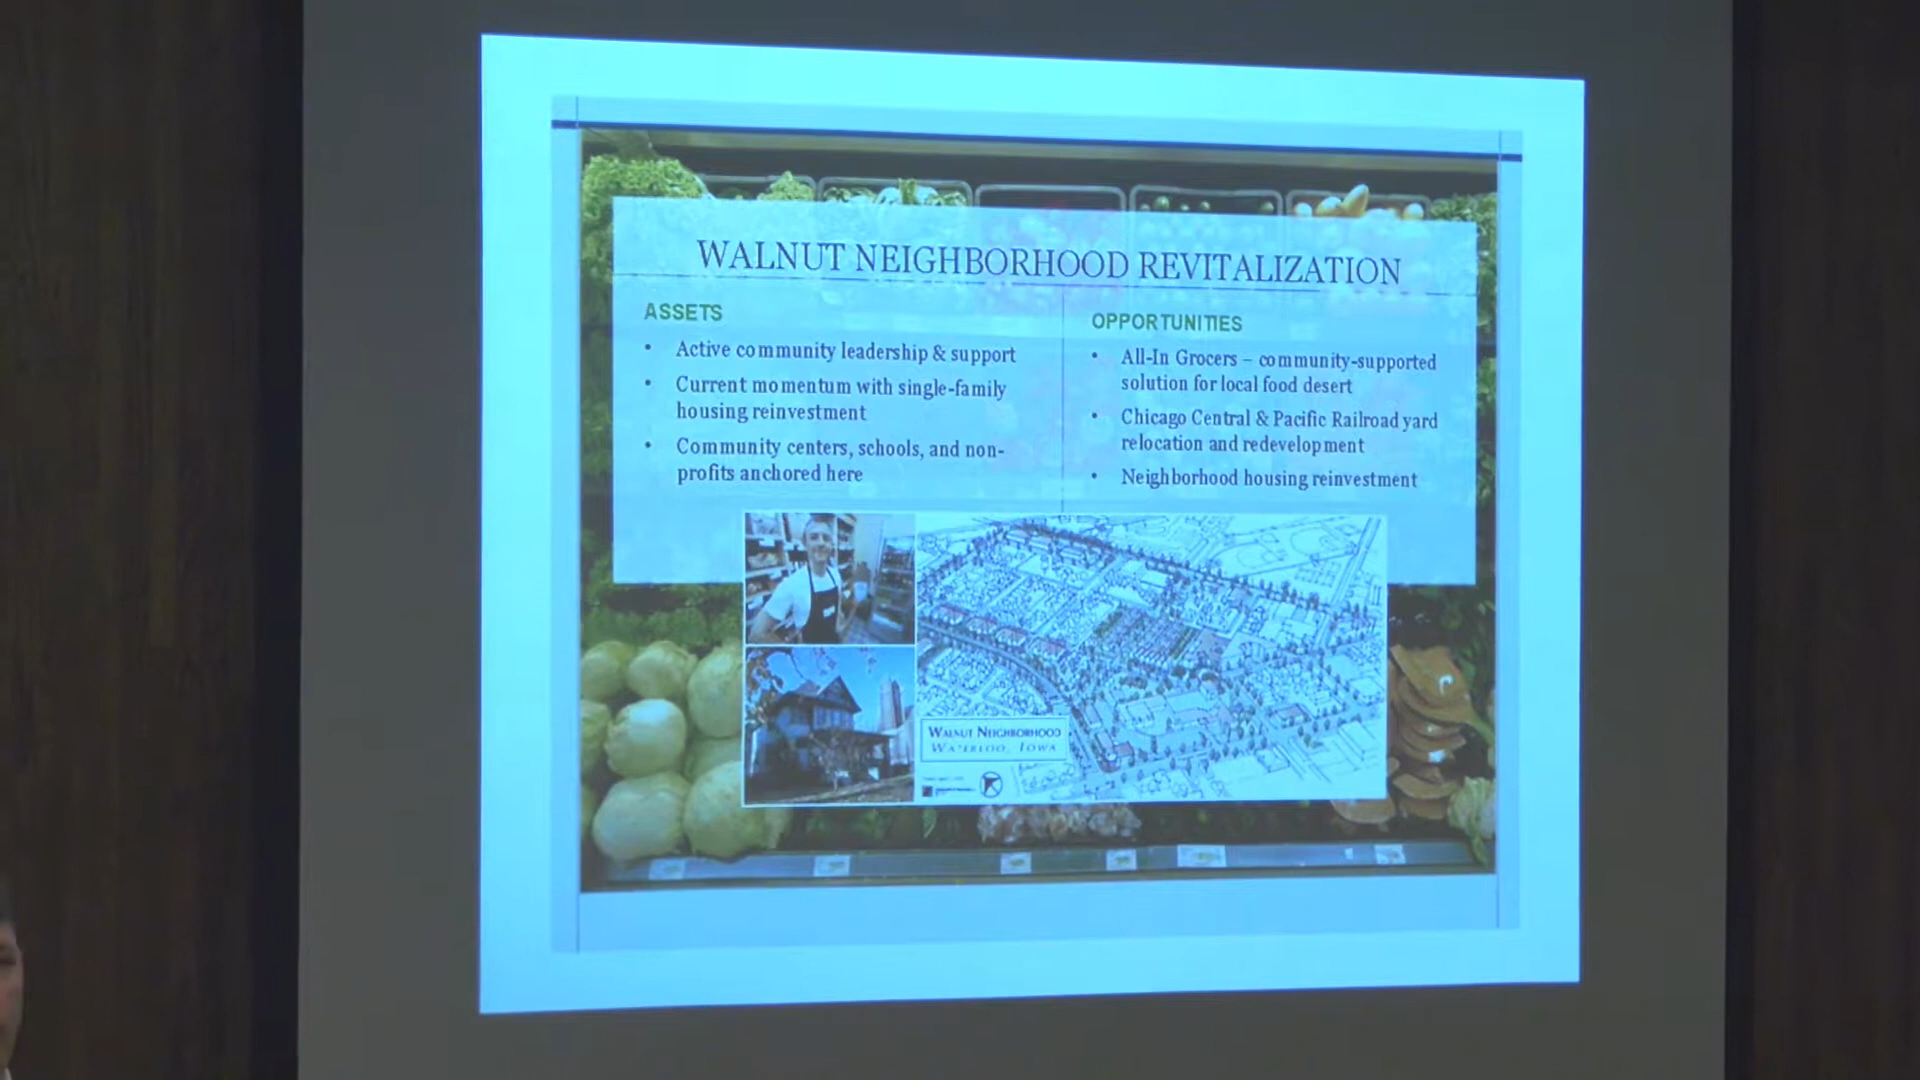 WALNUT NEIGHBORHOOD REVITALIZATION
ASSETS
• Active community leadership & support
• Current momentum with single-family
housing reinvestment
• Community centers, schools, and non-
profits anchored here
OPPORTUNITIES
• All-In Grocers – community-supported
solution for local food desert
• Chicago Central & Pacific Railroad yard
relocation and redevelopment
• Neighborhood housing reinvestment
WALNUT NEIGHBORHOOD
WATERLOO, IOWA